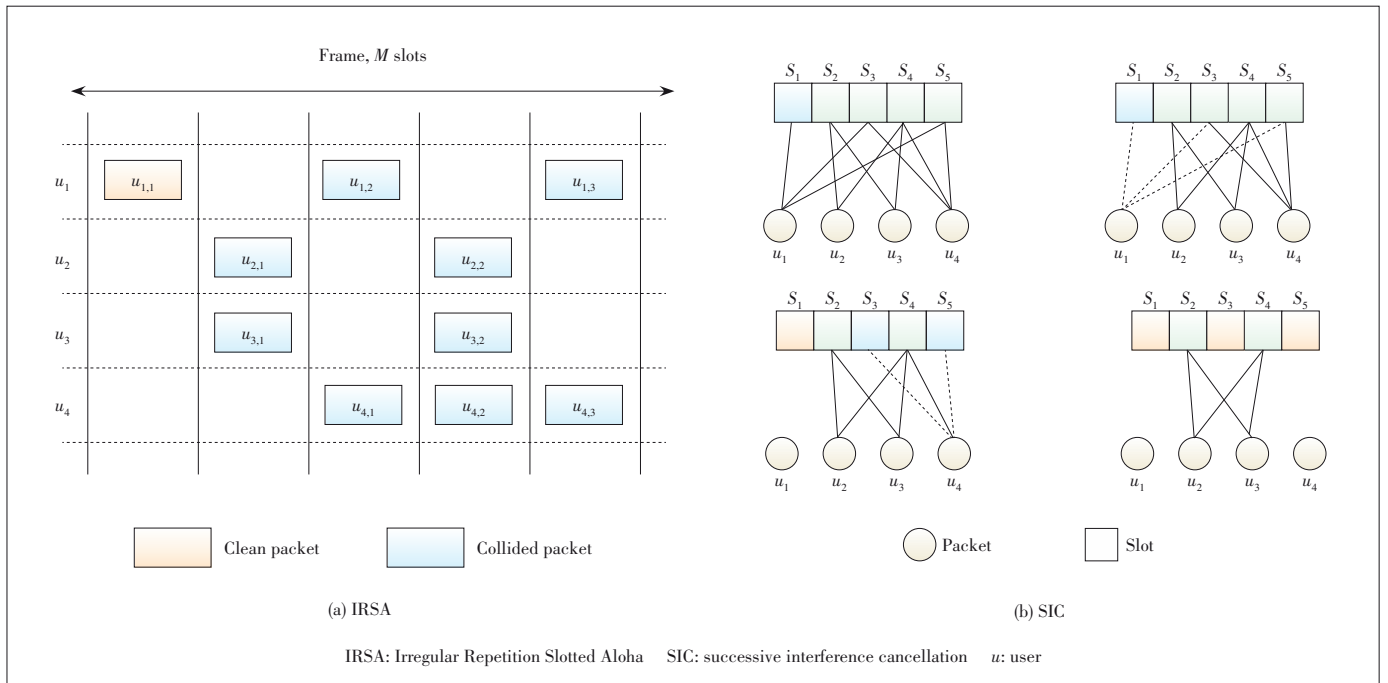 Frame, M slots
u1
u1,1
u1,2
u1,3
u2
u2,1
u2,2
u3
u3,1
u3,2
u4
u4,1
u4,2
u4,3
Clean packet
Collided packet
(a) IRSA
S1 S2 S3 S4 S5
u1 u2 u3 u4
S1 S2 S3 S4 S5
u1 u2 u3 u4
S1 S2 S3 S4 S5
u1 u2 u3 u4
S1 S2 S3 S4 S5
u1 u2 u3 u4
Packet
Slot
(b) SIC
IRSA: Irregular Repetition Slotted Aloha SIC: successive interference cancellation u: user